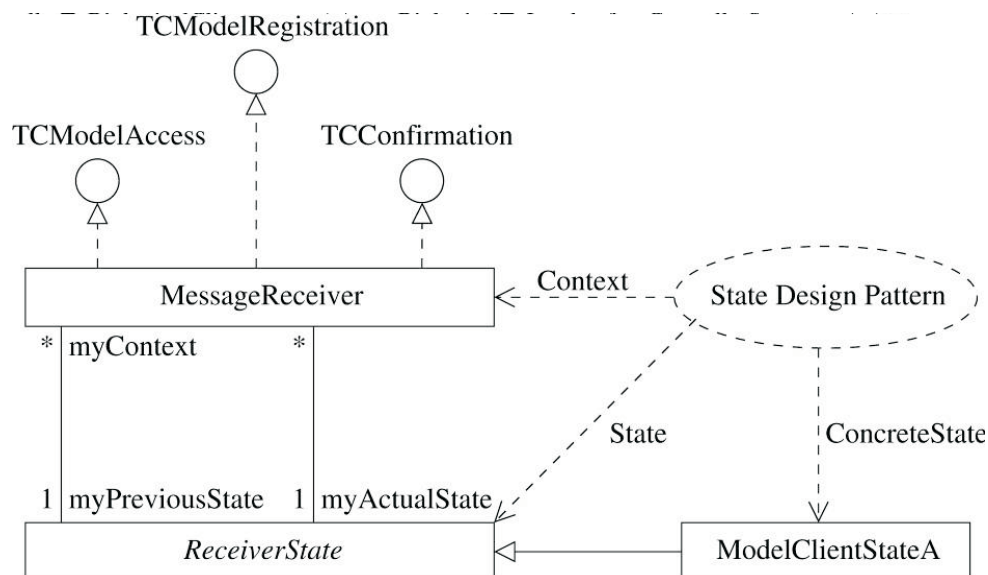 TCModelRegistration
TCModelAccess
TCConfirmation
MessageReceiver
Context
State Design Pattern
* myContext *
State
ConcreteState
1 myPreviousState 1 myActualState
ReceiverState
ModelClientStateA